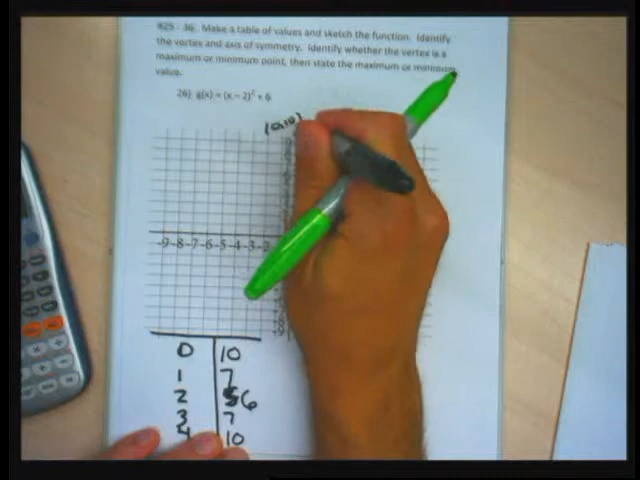 #25 - 36 Make a table of values and sketch the function. Identify
the vertex and axis of symmetry. Identify whether the vertex is a
maximum or minimum point, then state the maximum or minimum
value.
26) g(x) = (x - 2)² + 6
(0,10)
-9 -8 -7 -6 -5 -4 -3 -2
0 10
1 7
2 6
3 7
4 10